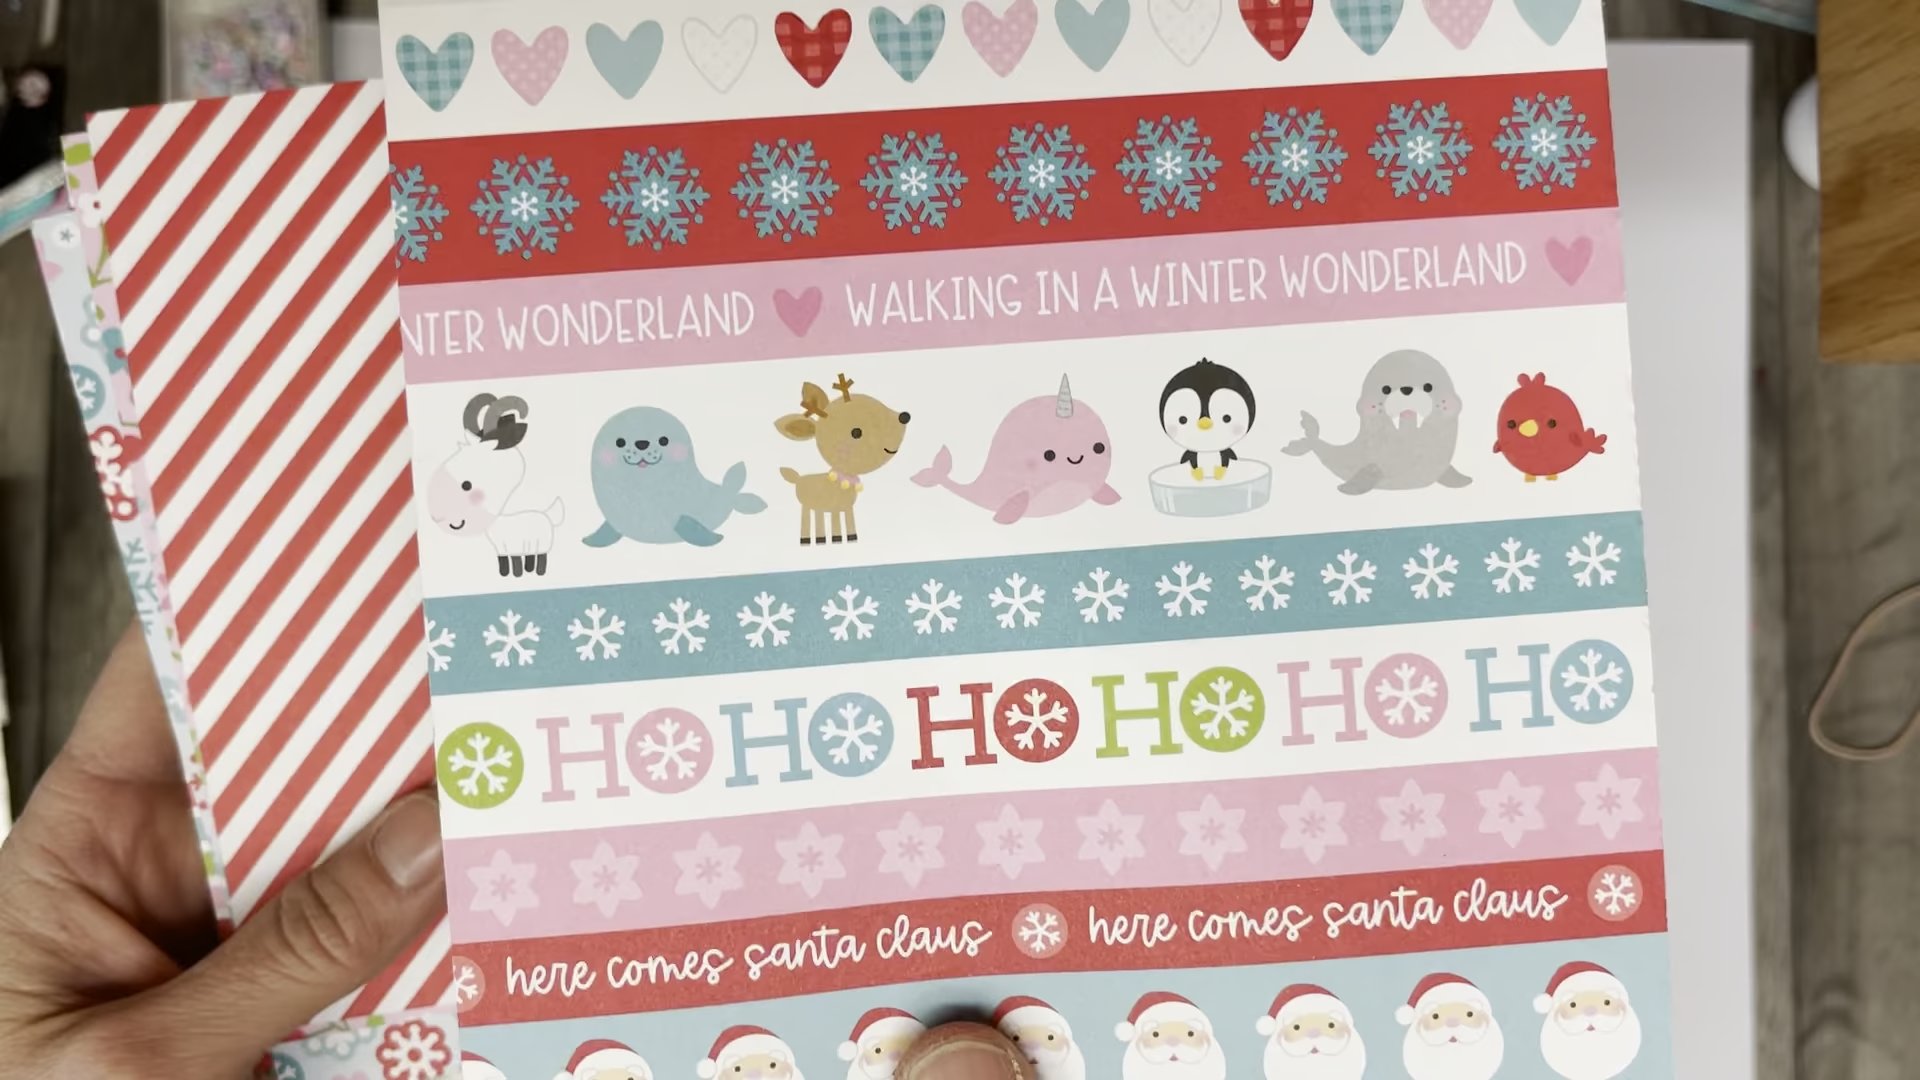 NTER WONDERLAND WALKING IN A WINTER WONDERLAND
O HO HO HO HO HO HO
here comes santa claus here comes santa claus